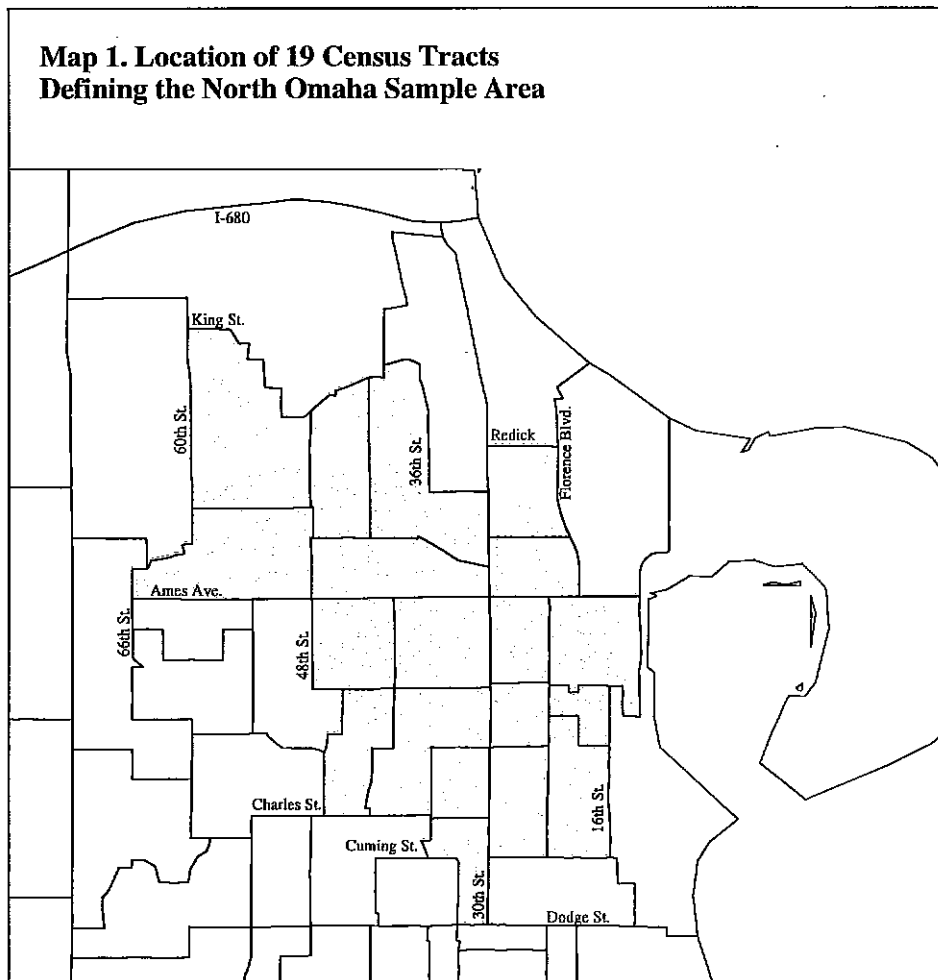 Map 1. Location of 19 Census Tracts
Defining the North Omaha Sample Area
I-680
King St.
60th St.
36th St.
Redick
Florence Blvd.
Ames Ave.
66th St.
48th St.
Charles St.
16th St.
Cuming St.
30th St.
Dodge St.